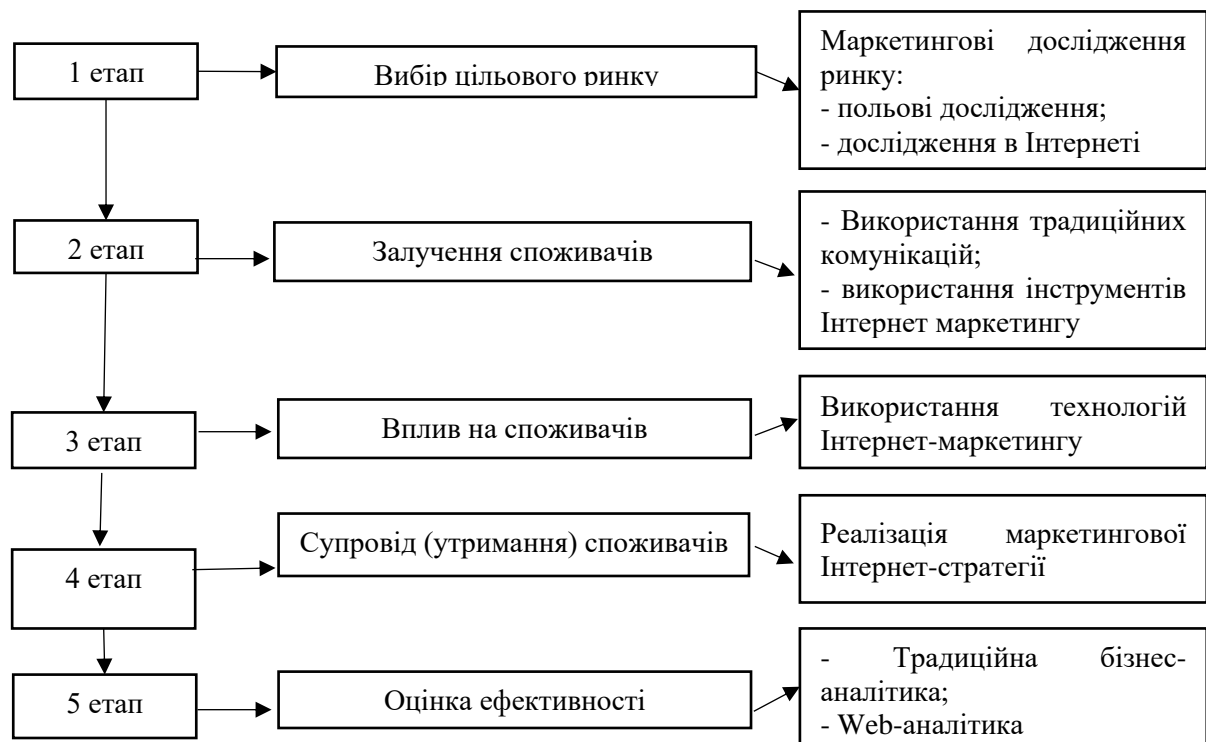 1 етап
Вибір цільового ринку
Маркетингові дослідження
ринку:
- польові дослідження;
- дослідження в Інтернеті
2 етап
Залучення споживачів
- Використання традиційних
комунікацій;
- використання інструментів
Інтернет маркетингу
3 етап
Вплив на споживачів
Використання технологій
Інтернет-маркетингу
4 етап
Супровід (утримання) споживачів
Реалізація маркетингової
Інтернет-стратегії
5 етап
Оцінка ефективності
- Традиційна бізнес-
аналітика;
- Web-аналітика